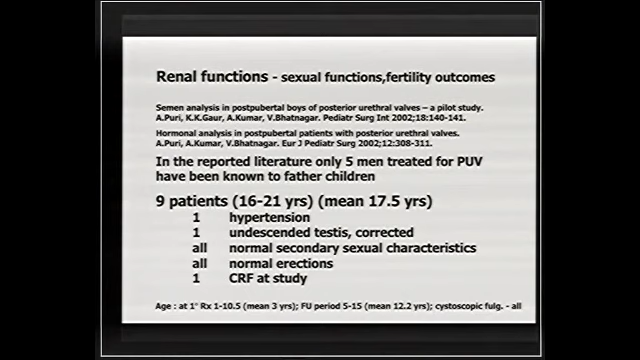 Renal functions - sexual functions,fertility outcomes
Semen analysis in postpubertal boys of posterior urethral valves – a pilot study.
A.Puri, K.K.Gaur, A.Kumar, V.Bhatnagar. Pediatr Surg Int 2002;18:140-141.
Hormonal analysis in postpubertal patients with posterior urethral valves.
A.Puri, A.Kumar, V.Bhatnagar. Eur J Pediatr Surg 2002;12:308-311.
In the reported literature only 5 men treated for PUV
have been known to father children
9 patients (16-21 yrs) (mean 17.5 yrs)
1 hypertension
1 undescended testis, corrected
all normal secondary sexual characteristics
all normal erections
1 CRF at study
Age : at 1° Rx 1-10.5 (mean 3 yrs); FU period 5-15 (mean 12.2 yrs); cystoscopic fulg. - all